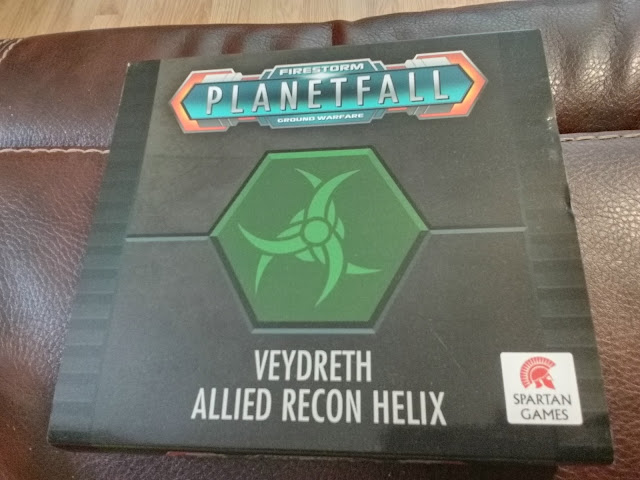 FIRESTORM
PLANETFALL
GROUND WARFARE
VEYDRETH
ALLIED RECON HELIX
SPARTAN
GAMES